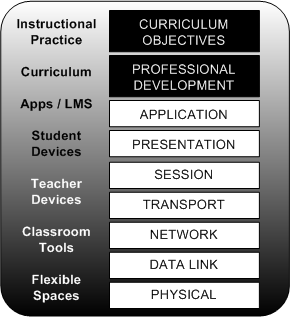 Instructional
Practice
CURRICULUM
OBJECTIVES
Curriculum
PROFESSIONAL
DEVELOPMENT
Apps / LMS
APPLICATION
Student
Devices
PRESENTATION
SESSION
Teacher
Devices
TRANSPORT
Classroom
Tools
NETWORK
DATA LINK
Flexible
Spaces
PHYSICAL